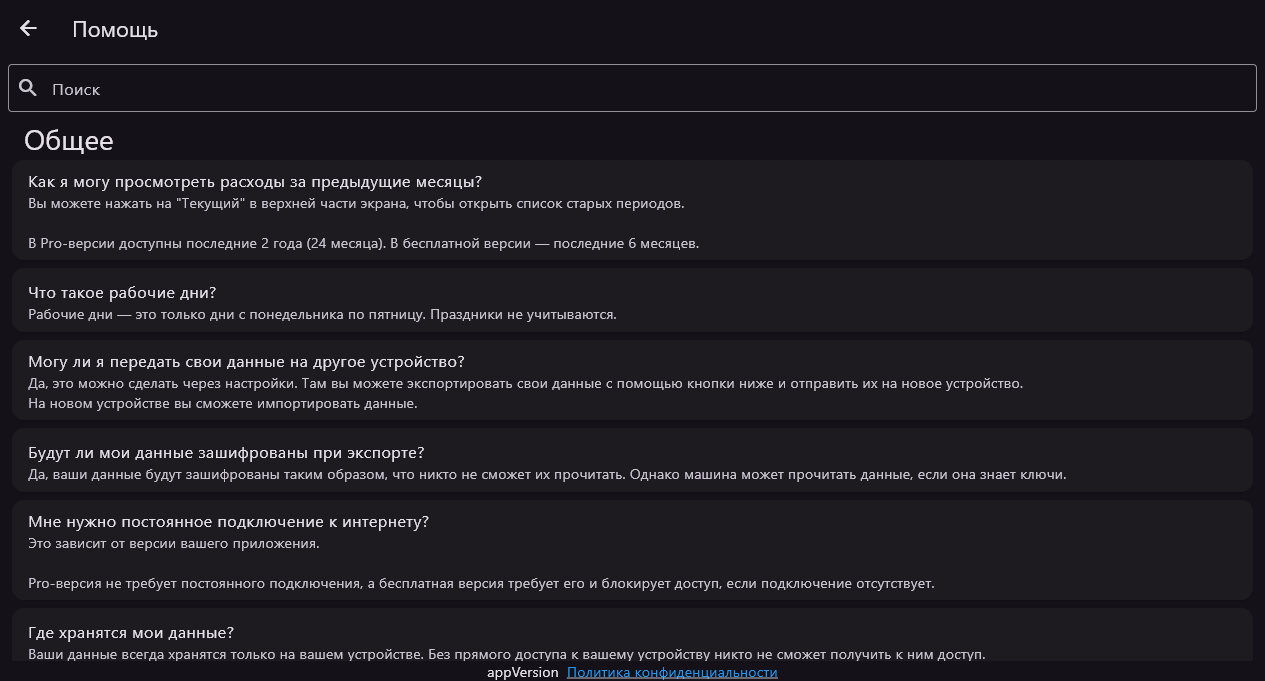 Помощь
Поиск
Общее
Как я могу просмотреть расходы за предыдущие месяцы?
Вы можете нажать на "Текущий" в верхней части экрана, чтобы открыть список старых периодов.
В Pro-версии доступны последние 2 года (24 месяца). В бесплатной версии — последние 6 месяцев.
Что такое рабочие дни?
Рабочие дни — это только дни с понедельника по пятницу. Праздники не учитываются.
Могу ли я передать свои данные на другое устройство?
Да, это можно сделать через настройки. Там вы можете экспортировать свои данные с помощью кнопки ниже и отправить их на новое устройство.
На новом устройстве вы сможете импортировать данные.
Будут ли мои данные зашифрованы при экспорте?
Да, ваши данные будут зашифрованы таким образом, что никто не сможет их прочитать. Однако машина может прочитать данные, если она знает ключи.
Мне нужно постоянное подключение к интернету?
Это зависит от версии вашего приложения.
Pro-версия не требует постоянного подключения, а бесплатная версия требует его и блокирует доступ, если подключение отсутствует.
Где хранятся мои данные?
Ваши данные всегда хранятся только на вашем устройстве. Без прямого доступа к вашему устройству никто не сможет получить к ним доступ.
appVersion Политика конфиденциальности